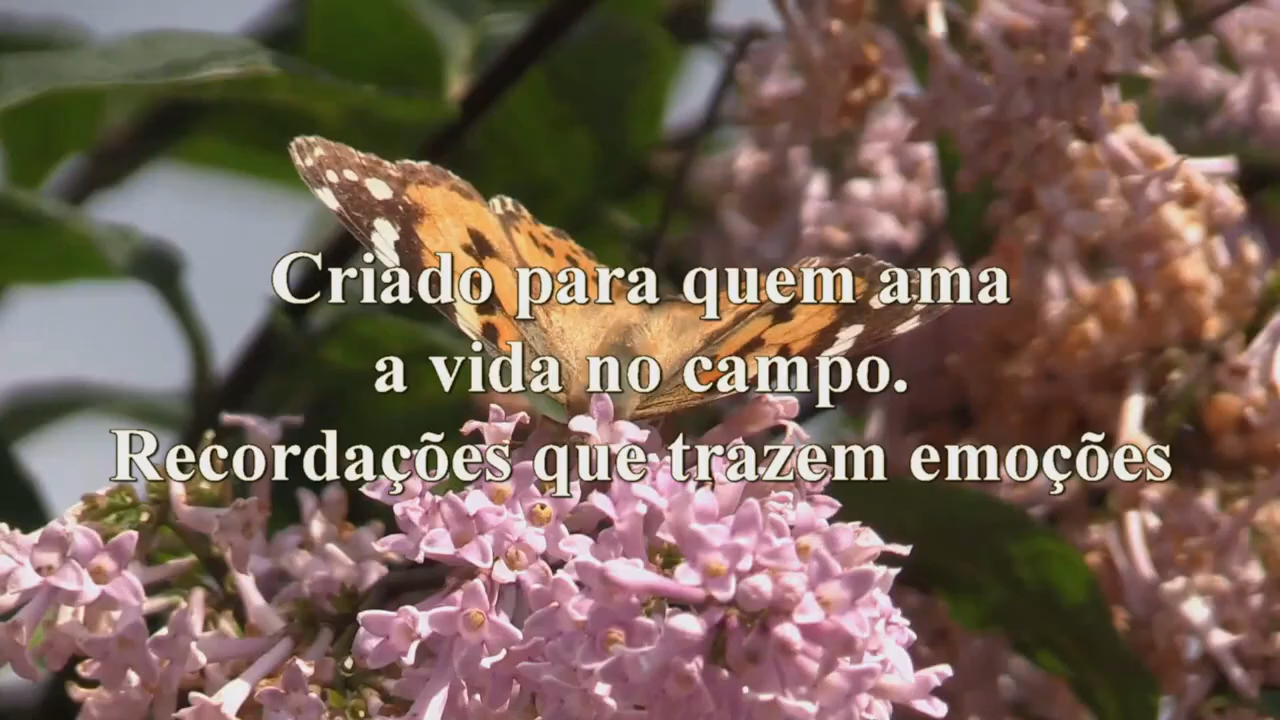 Criado para quem ama
a vida no campo.
Recordações que trazem emoções